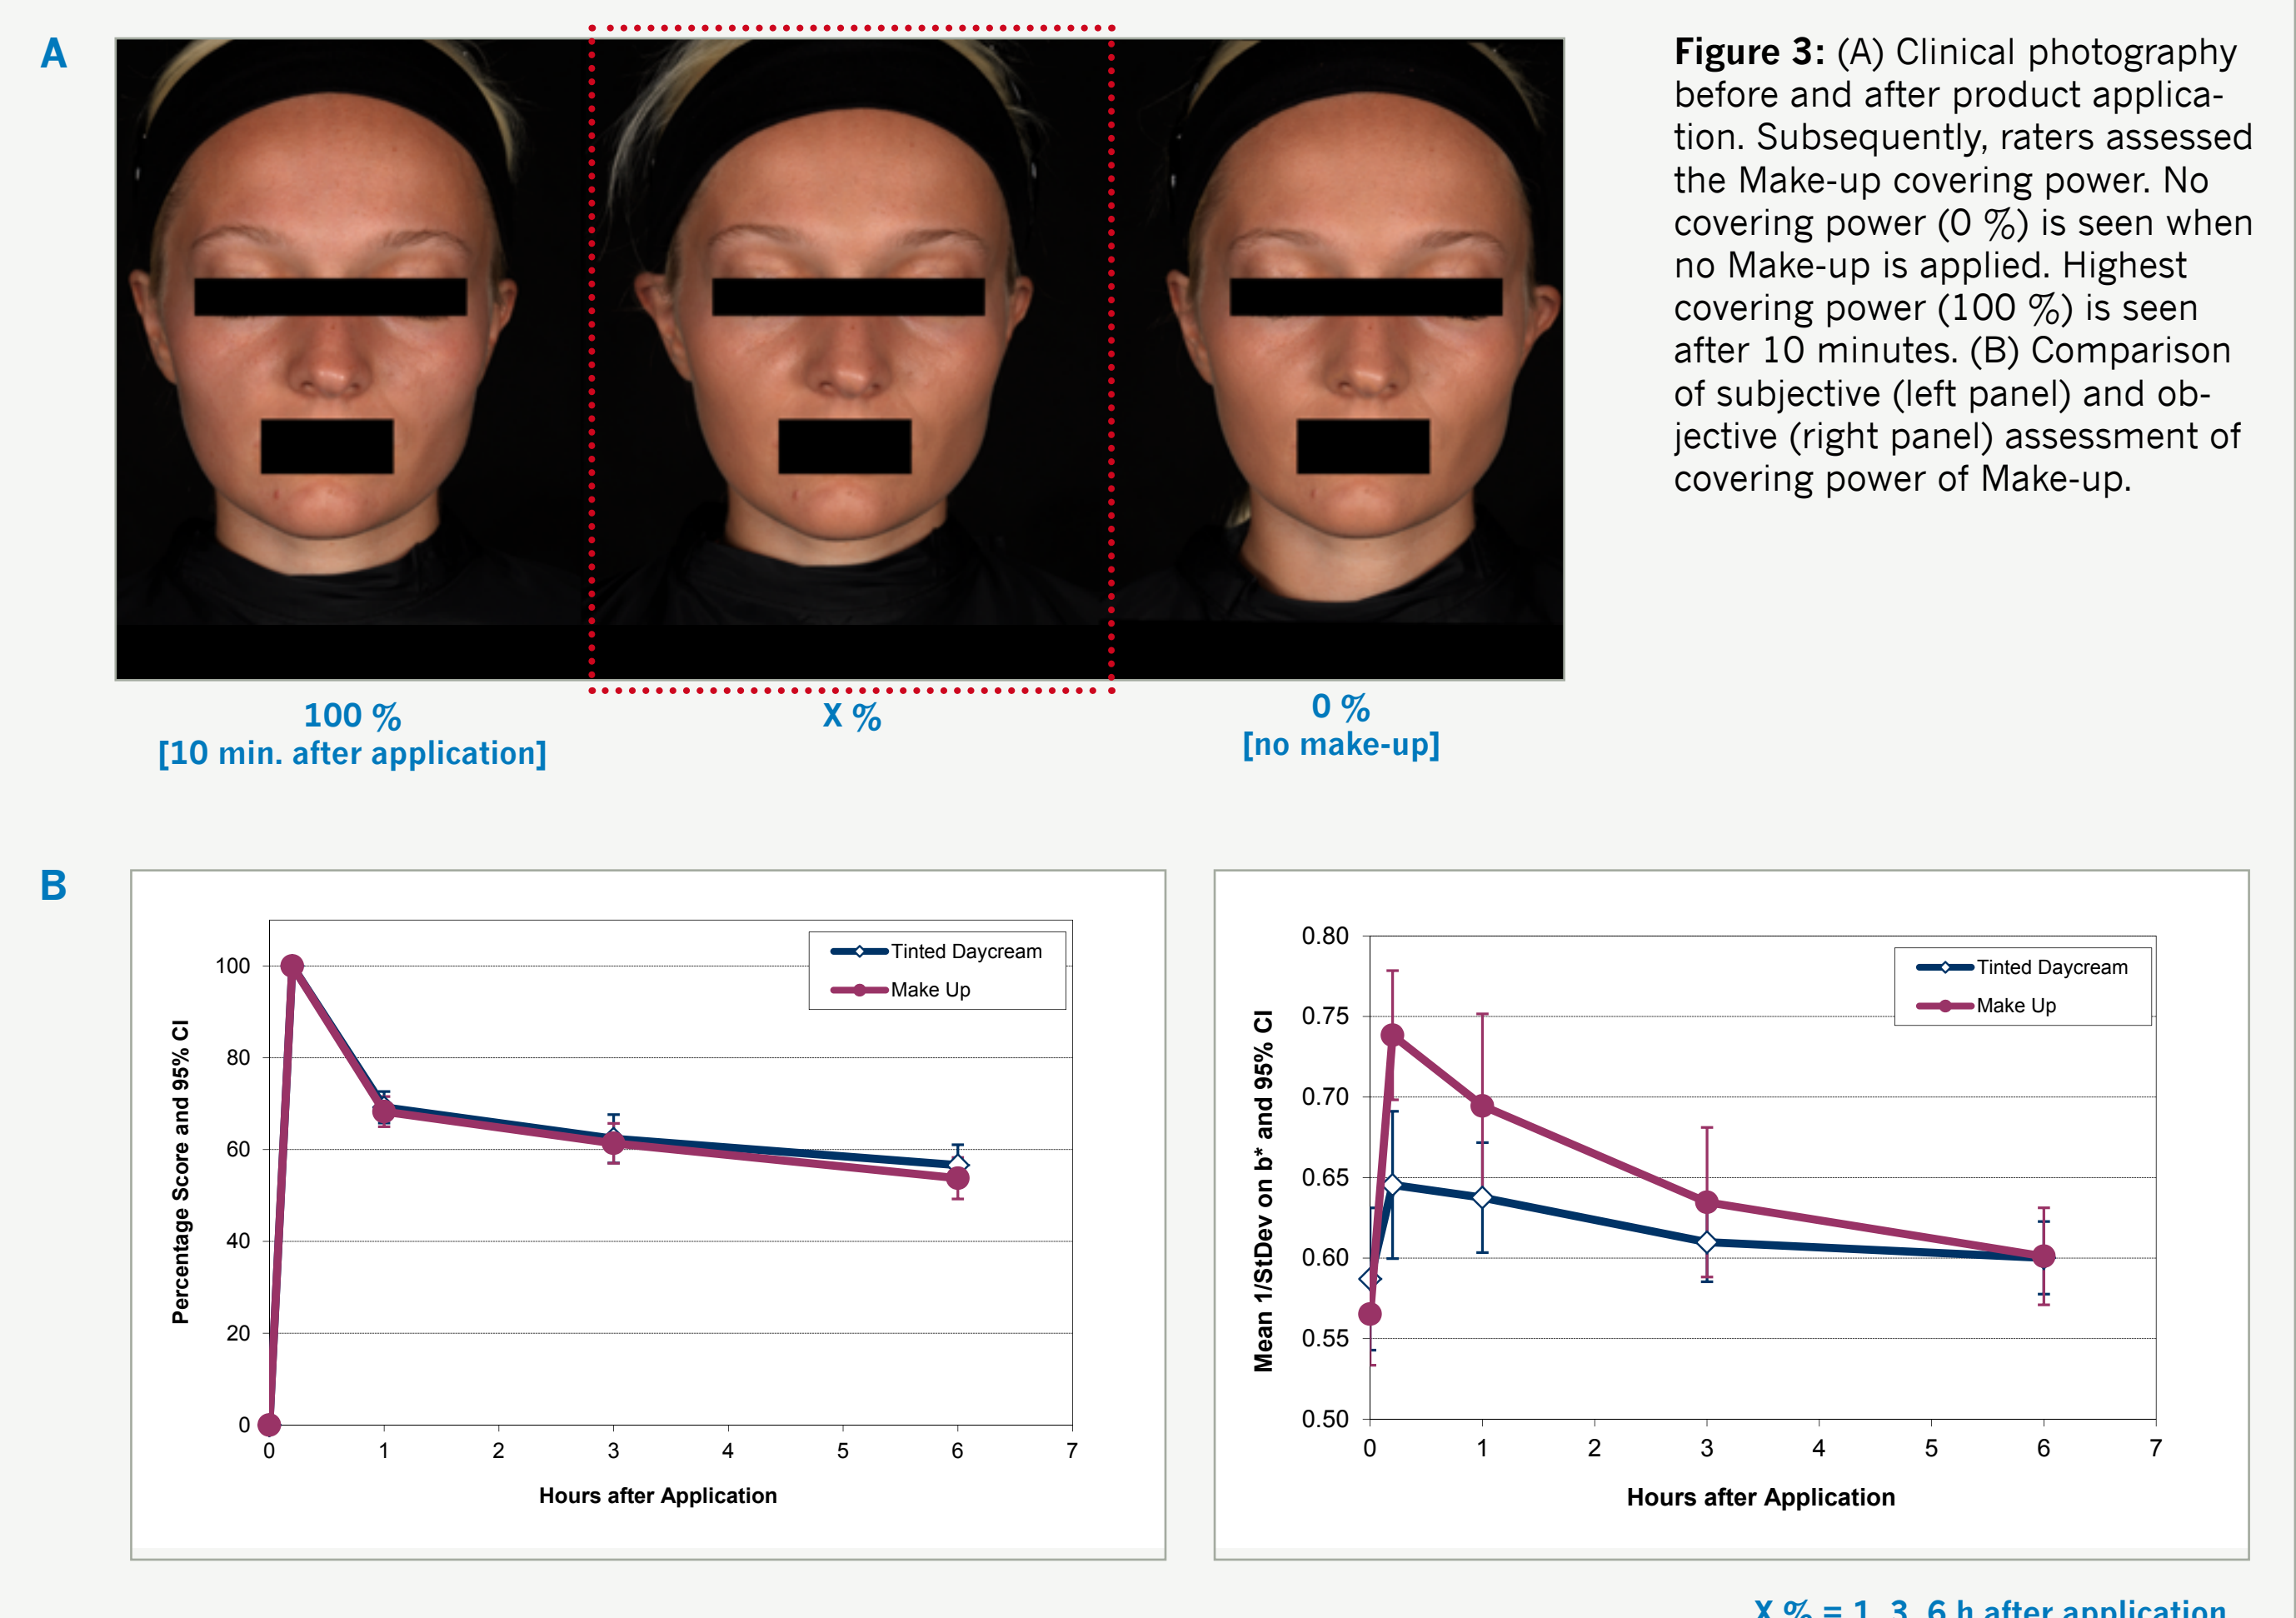 A
Figure 3: (A) Clinical photography
before and after product applica-
tion. Subsequently, raters assessed
the Make-up covering power. No
covering power (0 %) is seen when
no Make-up is applied. Highest
covering power (100 %) is seen
after 10 minutes. (B) Comparison
of subjective (left panel) and ob-
jective (right panel) assessment of
covering power of Make-up.
100 %
[10 min. after application]
X %
0 %
[no make-up]
B
Percentage Score and 95% CI
100
80
60
40
20
0
0 1 2 3 4 5 6 7
Hours after Application
Tinted Daycream
Make Up
Mean 1/StDev on b* and 95% CI
0.80
0.75
0.70
0.65
0.60
0.55
0.50
0 1 2 3 4 5 6 7
Hours after Application
Tinted Daycream
Make Up
X % = 1, 3, 6 h after application